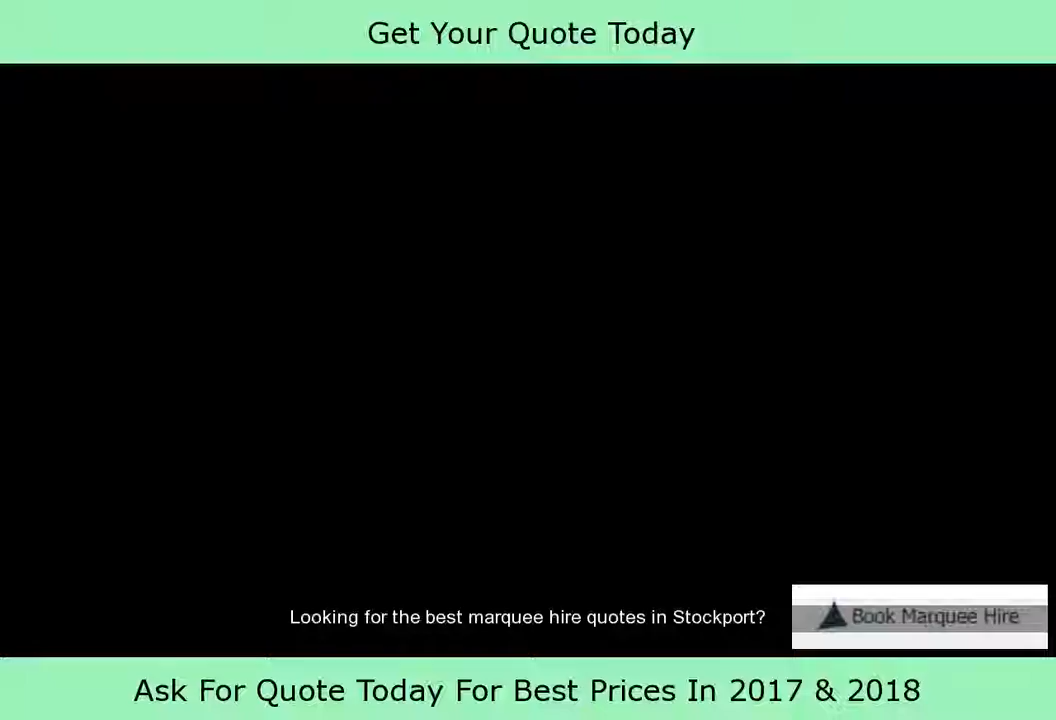 Get Your Quote Today
Looking for the best marquee hire quotes in Stockport?
Book Marquee Hire
Ask For Quote Today For Best Prices In 2017 & 2018